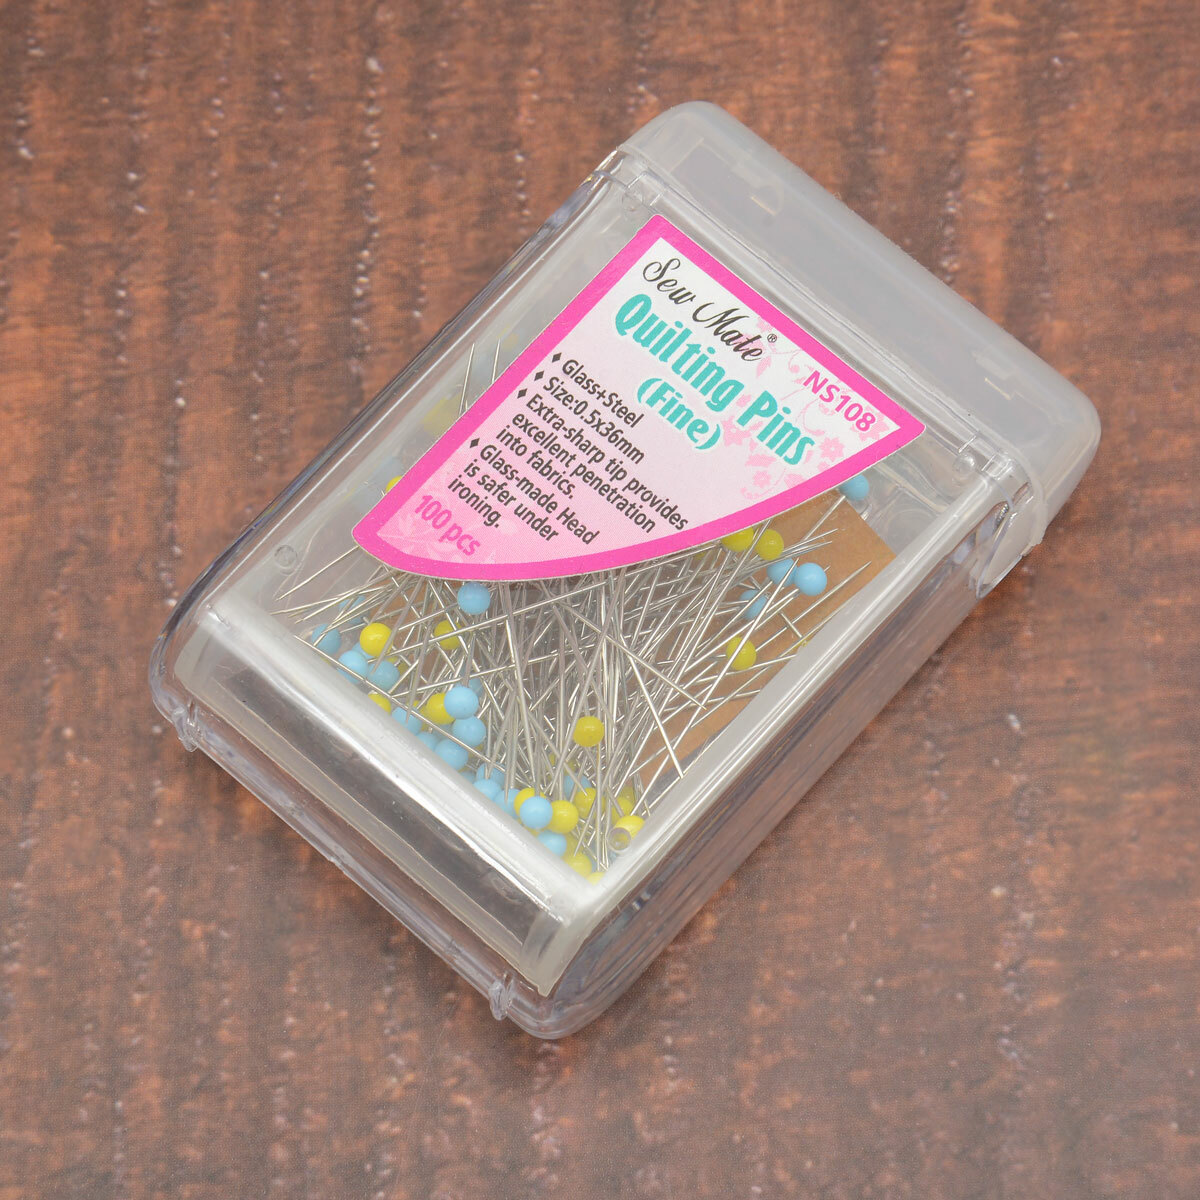 Sew Mate®
Quilting Pins
(Fine)
NS108
♦ Glass+Steel
♦ Size:0.5x36mm
♦ Extra-sharp tip provides
excellent penetration
into fabrics.
♦ Glass-made Head
is safer under
ironing.
100 pcs